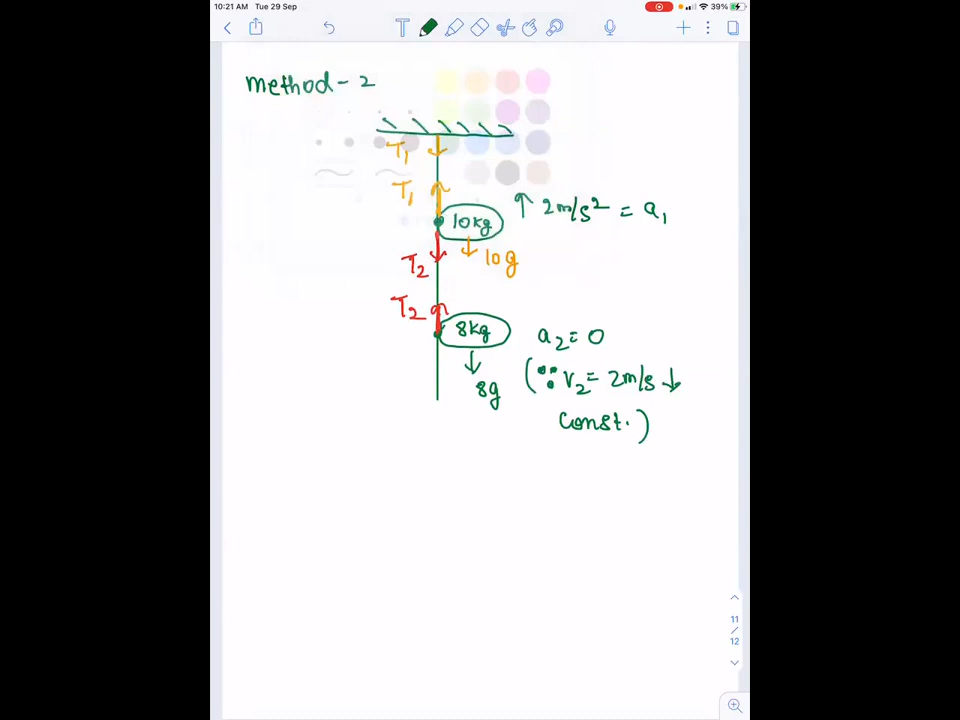 10:21 AM Tue 29 Sep
39%
T
method - 2
T₁
T₁
10kg
↑ 2m/s² = a₁
T₂
↓ 10g
T₂
8kg
a₂ = 0
↓
8g
(∵ v₂ = 2m/s ↓
const.)
11
/
12